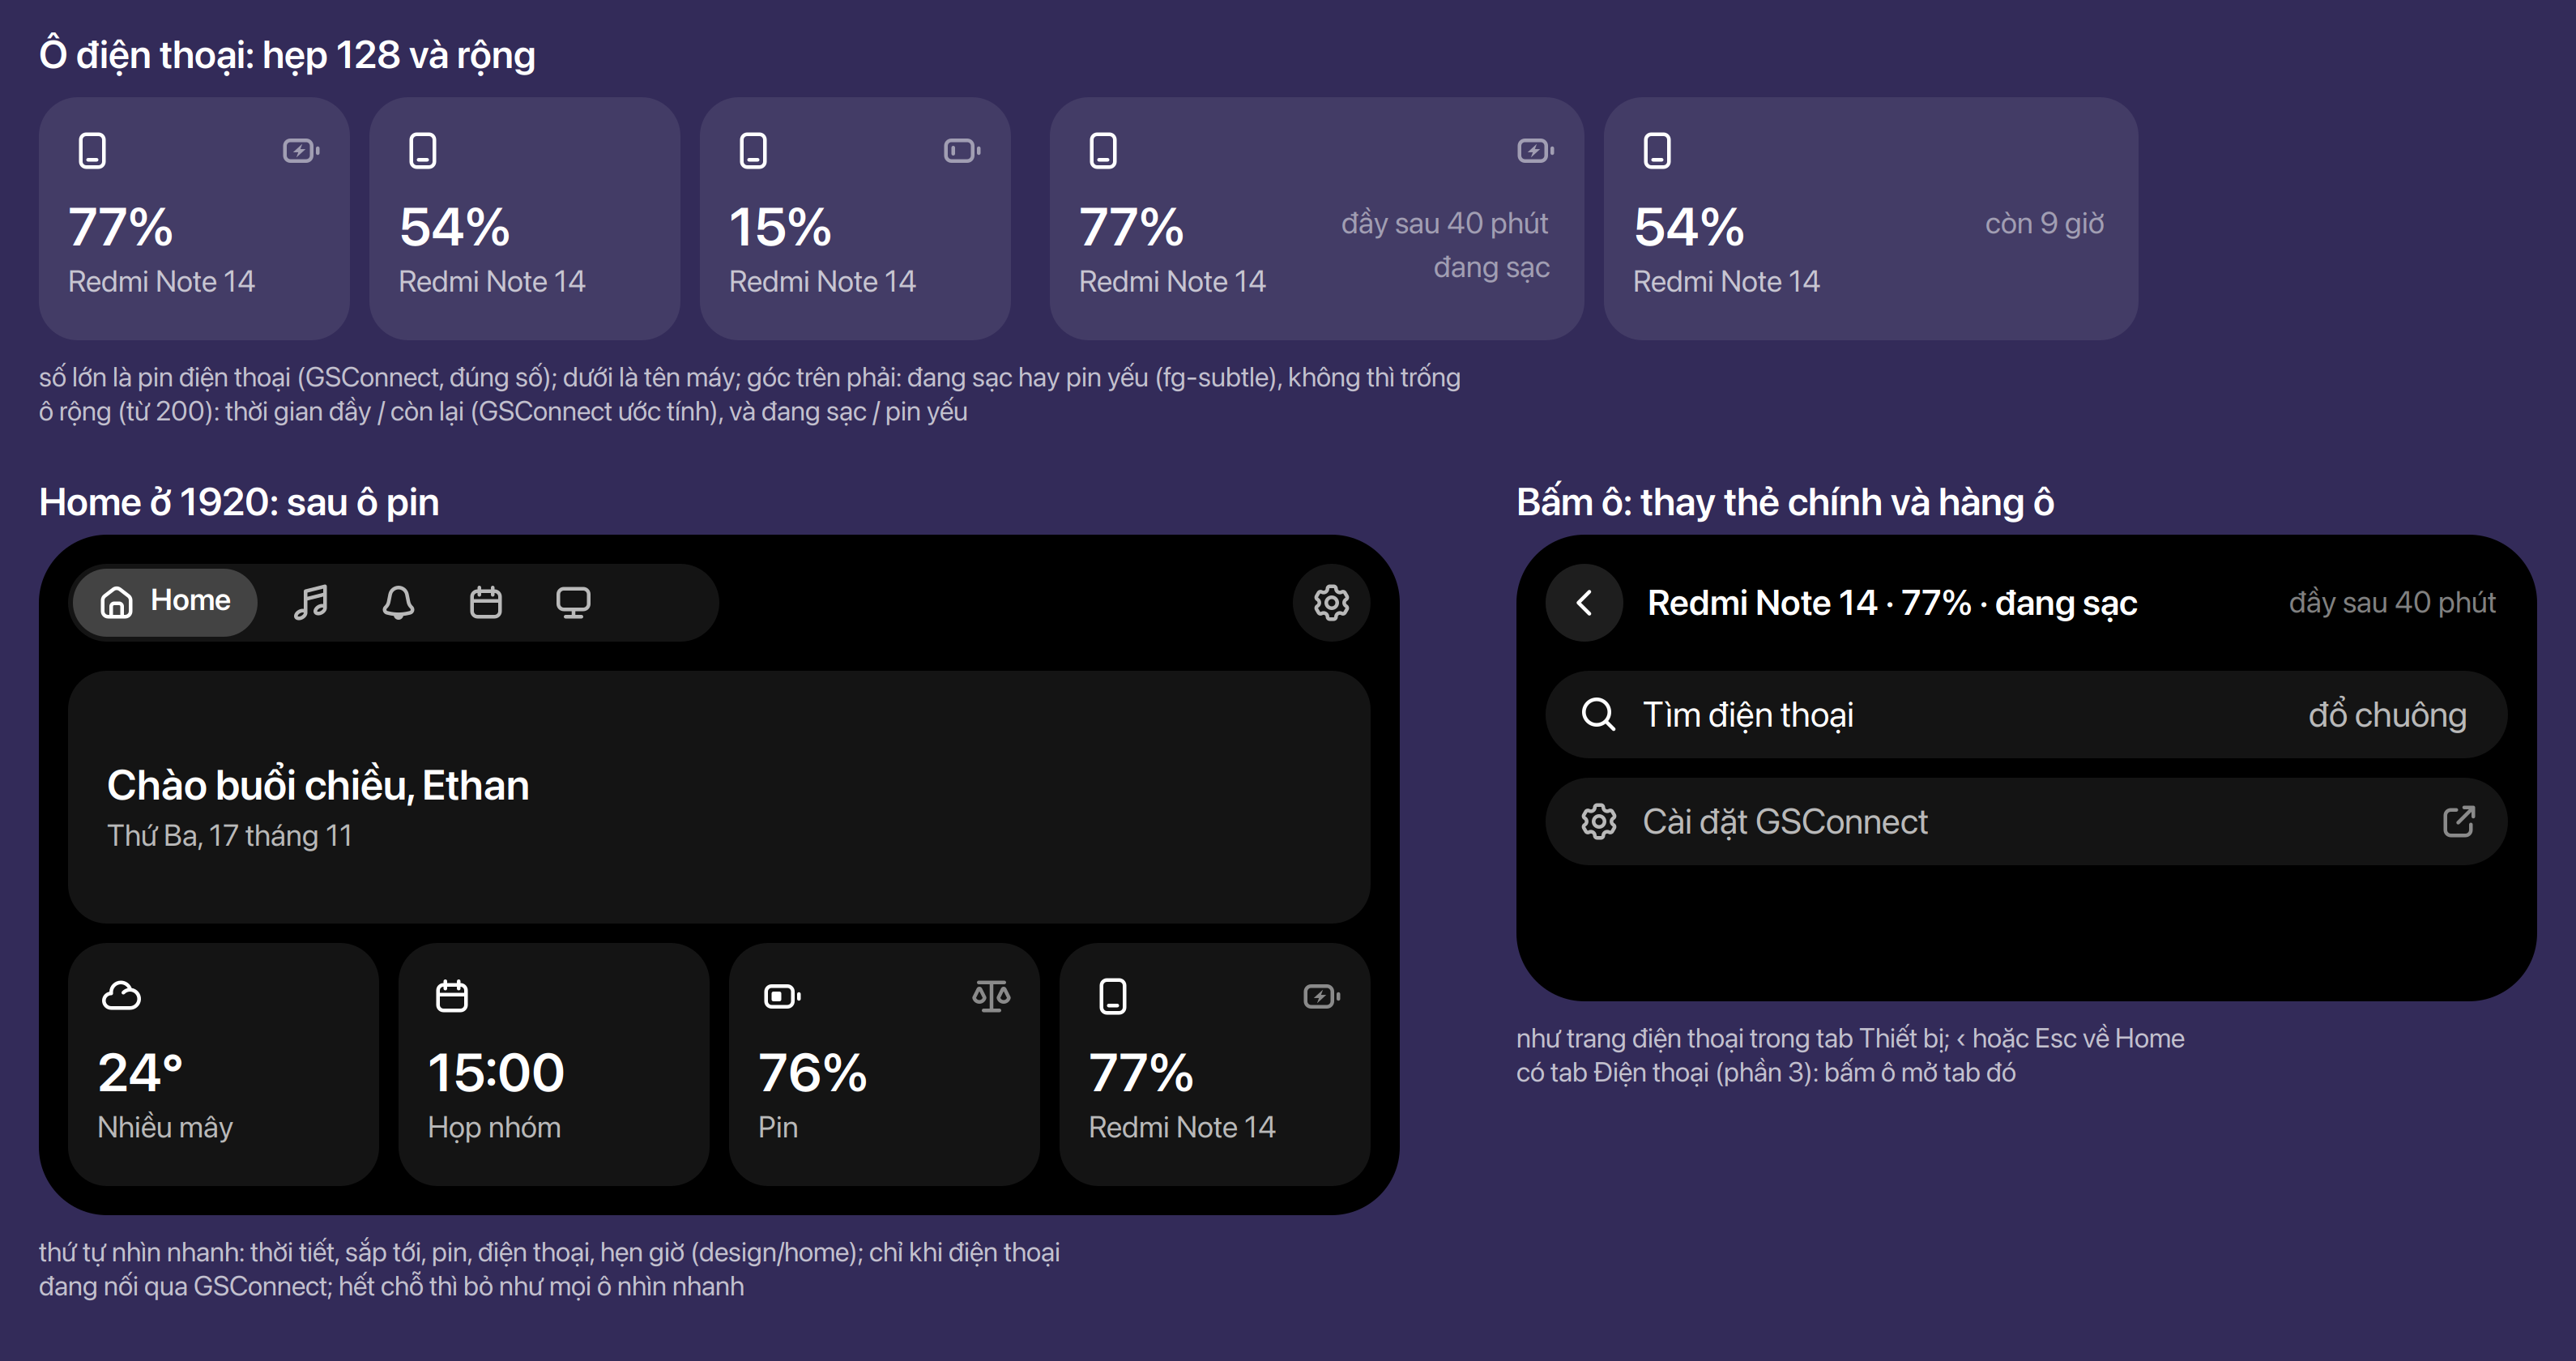 Ô điện thoại: hẹp 128 và rộng
77%
Redmi Note 14
54%
Redmi Note 14
15%
Redmi Note 14
77%
Redmi Note 14
đầy sau 40 phút
đang sạc
54%
Redmi Note 14
còn 9 giờ
số lớn là pin điện thoại (GSConnect, đúng số); dưới là tên máy; góc trên phải: đang sạc hay pin yếu (fg-subtle), không thì trống
ô rộng (từ 200): thời gian đầy / còn lại (GSConnect ước tính), và đang sạc / pin yếu
Home ở 1920: sau ô pin
Home
Chào buổi chiều, Ethan
Thứ Ba, 17 tháng 11
24°
Nhiều mây
15:00
Họp nhóm
76%
Pin
77%
Redmi Note 14
thứ tự nhìn nhanh: thời tiết, sắp tới, pin, điện thoại, hẹn giờ (design/home); chỉ khi điện thoại
đang nối qua GSConnect; hết chỗ thì bỏ như mọi ô nhìn nhanh
Bấm ô: thay thẻ chính và hàng ô
Redmi Note 14 · 77% · đang sạc
đầy sau 40 phút
Tìm điện thoại
đổ chuông
Cài đặt GSConnect
như trang điện thoại trong tab Thiết bị; ‹ hoặc Esc về Home
có tab Điện thoại (phần 3): bấm ô mở tab đó